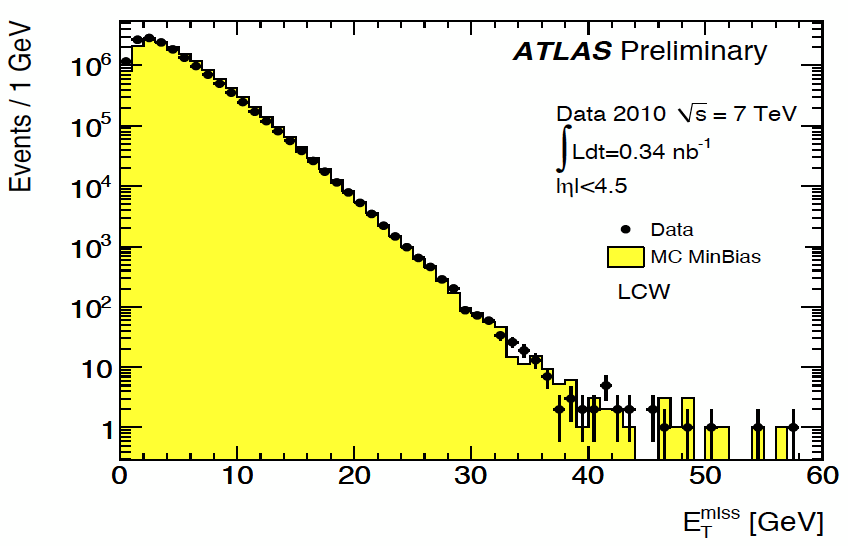 ATLAS Preliminary
Data 2010 √s = 7 TeV
∫Ldt=0.34 nb⁻¹
|η|<4.5
Data
MC MinBias
LCW
Events / 1 GeV
10⁶
10⁵
10⁴
10³
10²
10
1
0 10 20 30 40 50 60
E_T^miss [GeV]